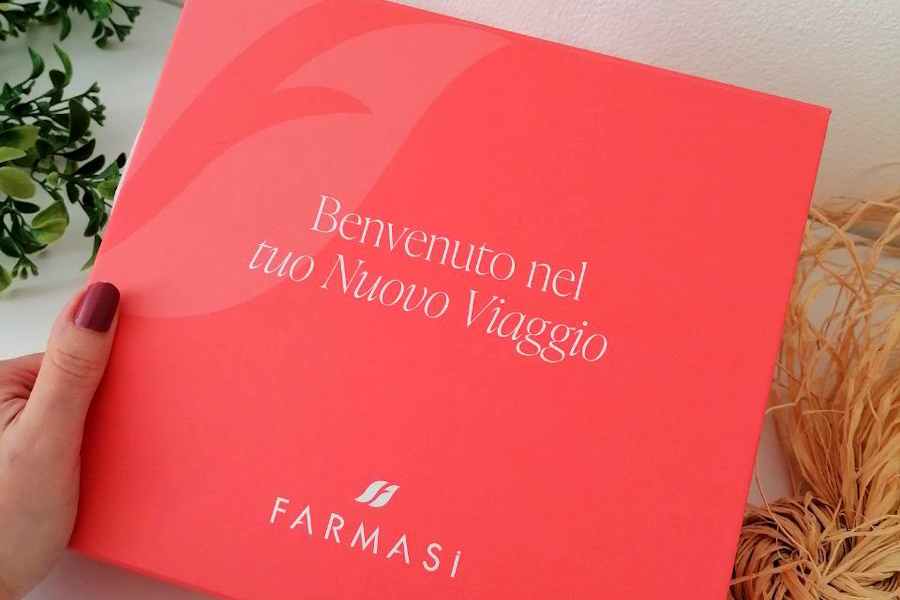 Benvenuto nel
tuo Nuovo Viaggio
FARMASi